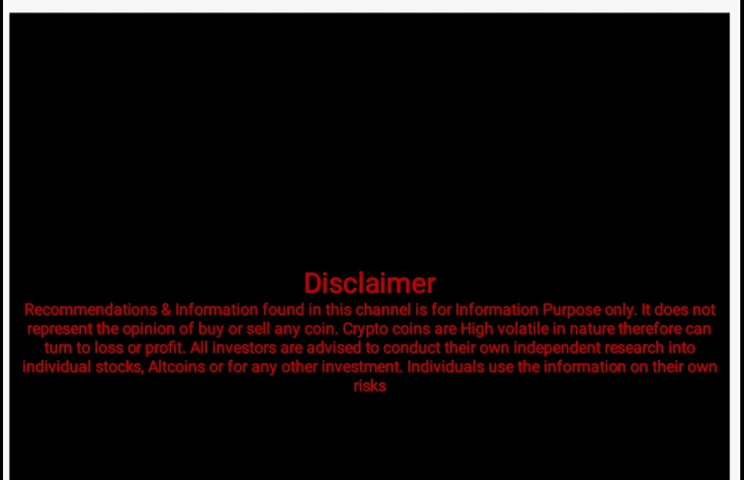 Disclaimer
Recommendations & Information found in this channel is for Information Purpose only. It does not
represent the opinion of buy or sell any coin. Crypto coins are High volatile in nature therefore can
turn to loss or profit. All investors are advised to conduct their own independent research into
individual stocks, Altcoins or for any other investment. Individuals use the information on their own
risks